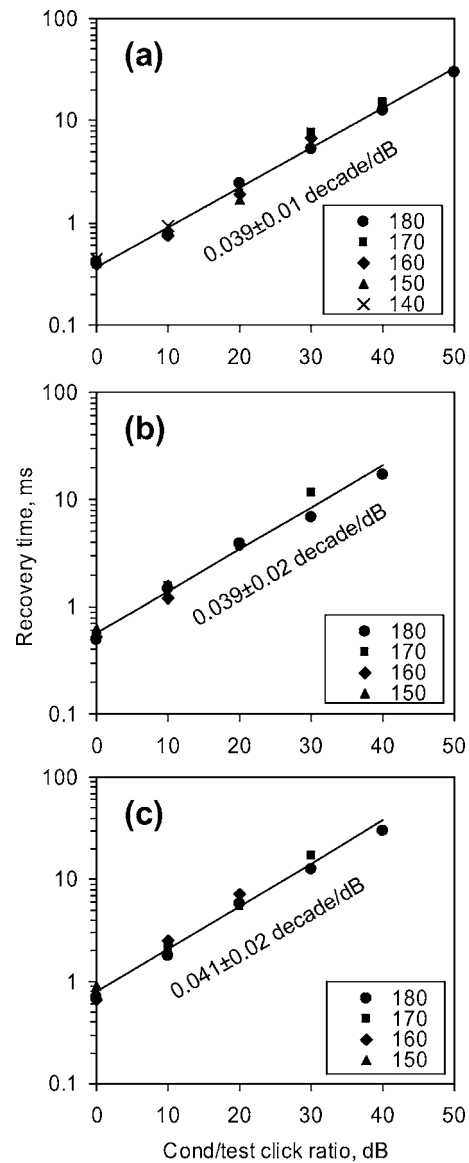 100
(a)
10
0.039±0.01 decade/dB
1
180
170
160
150
140
0.1
0 10 20 30 40 50
100
(b)
10
Recovery time, ms
0.039±0.02 decade/dB
1
180
170
160
150
0.1
0 10 20 30 40 50
100
(c)
10
0.041±0.02 decade/dB
1
180
170
160
150
0.1
0 10 20 30 40 50
Cond/test click ratio, dB